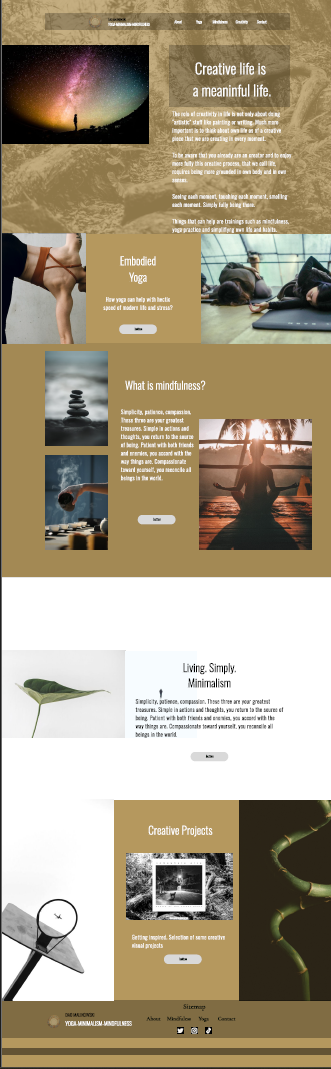 YOGA-MINIMALISM-MINDFULNESS
About Yoga Mindfulness Creativity Contact
Creative life is
a meaninful life.
The role of creativity in life is not only about doing
"artistic" stuff like painting or writing. Much more
important is to think about own life as of a creative
piece that we are creating in every moment.
To be aware that you already are an creator and to enjoy
more fully this creative process, that we call life,
requires being more grounded in own body and in own
senses.
Seeing each moment, touching each moment, smelling
each moment. Simply fully being there.
Things that can help are trainings such as mindfulness,
yoga practice and simplifying own life and habits.
Embodied
Yoga
How yoga can help with hectic
speed of modern life and stress?
What is mindfulness?
Simplicity, patience, compassion.
These three are your greatest
treasures. Simple in actions and
thoughts, you return to the source
of being. Patient with both friends
and enemies, you accord with the
way things are. Compassionate
toward yourself, you reconcile all
beings in the world.
Living. Simply.
Minimalism
Simplicity, patience, compassion. These three are your greatest
treasures. Simple in actions and thoughts, you return to the source of
being. Patient with both friends and enemies, you accord with the
way things are. Compassionate toward yourself, you reconcile all
beings in the world.
Creative Projects
Getting inspired. Selection of some creative
visual projects
Sitemap
YOGA-MINIMALISM-MINDFULNESS
About Mindfulnss Yoga Contact